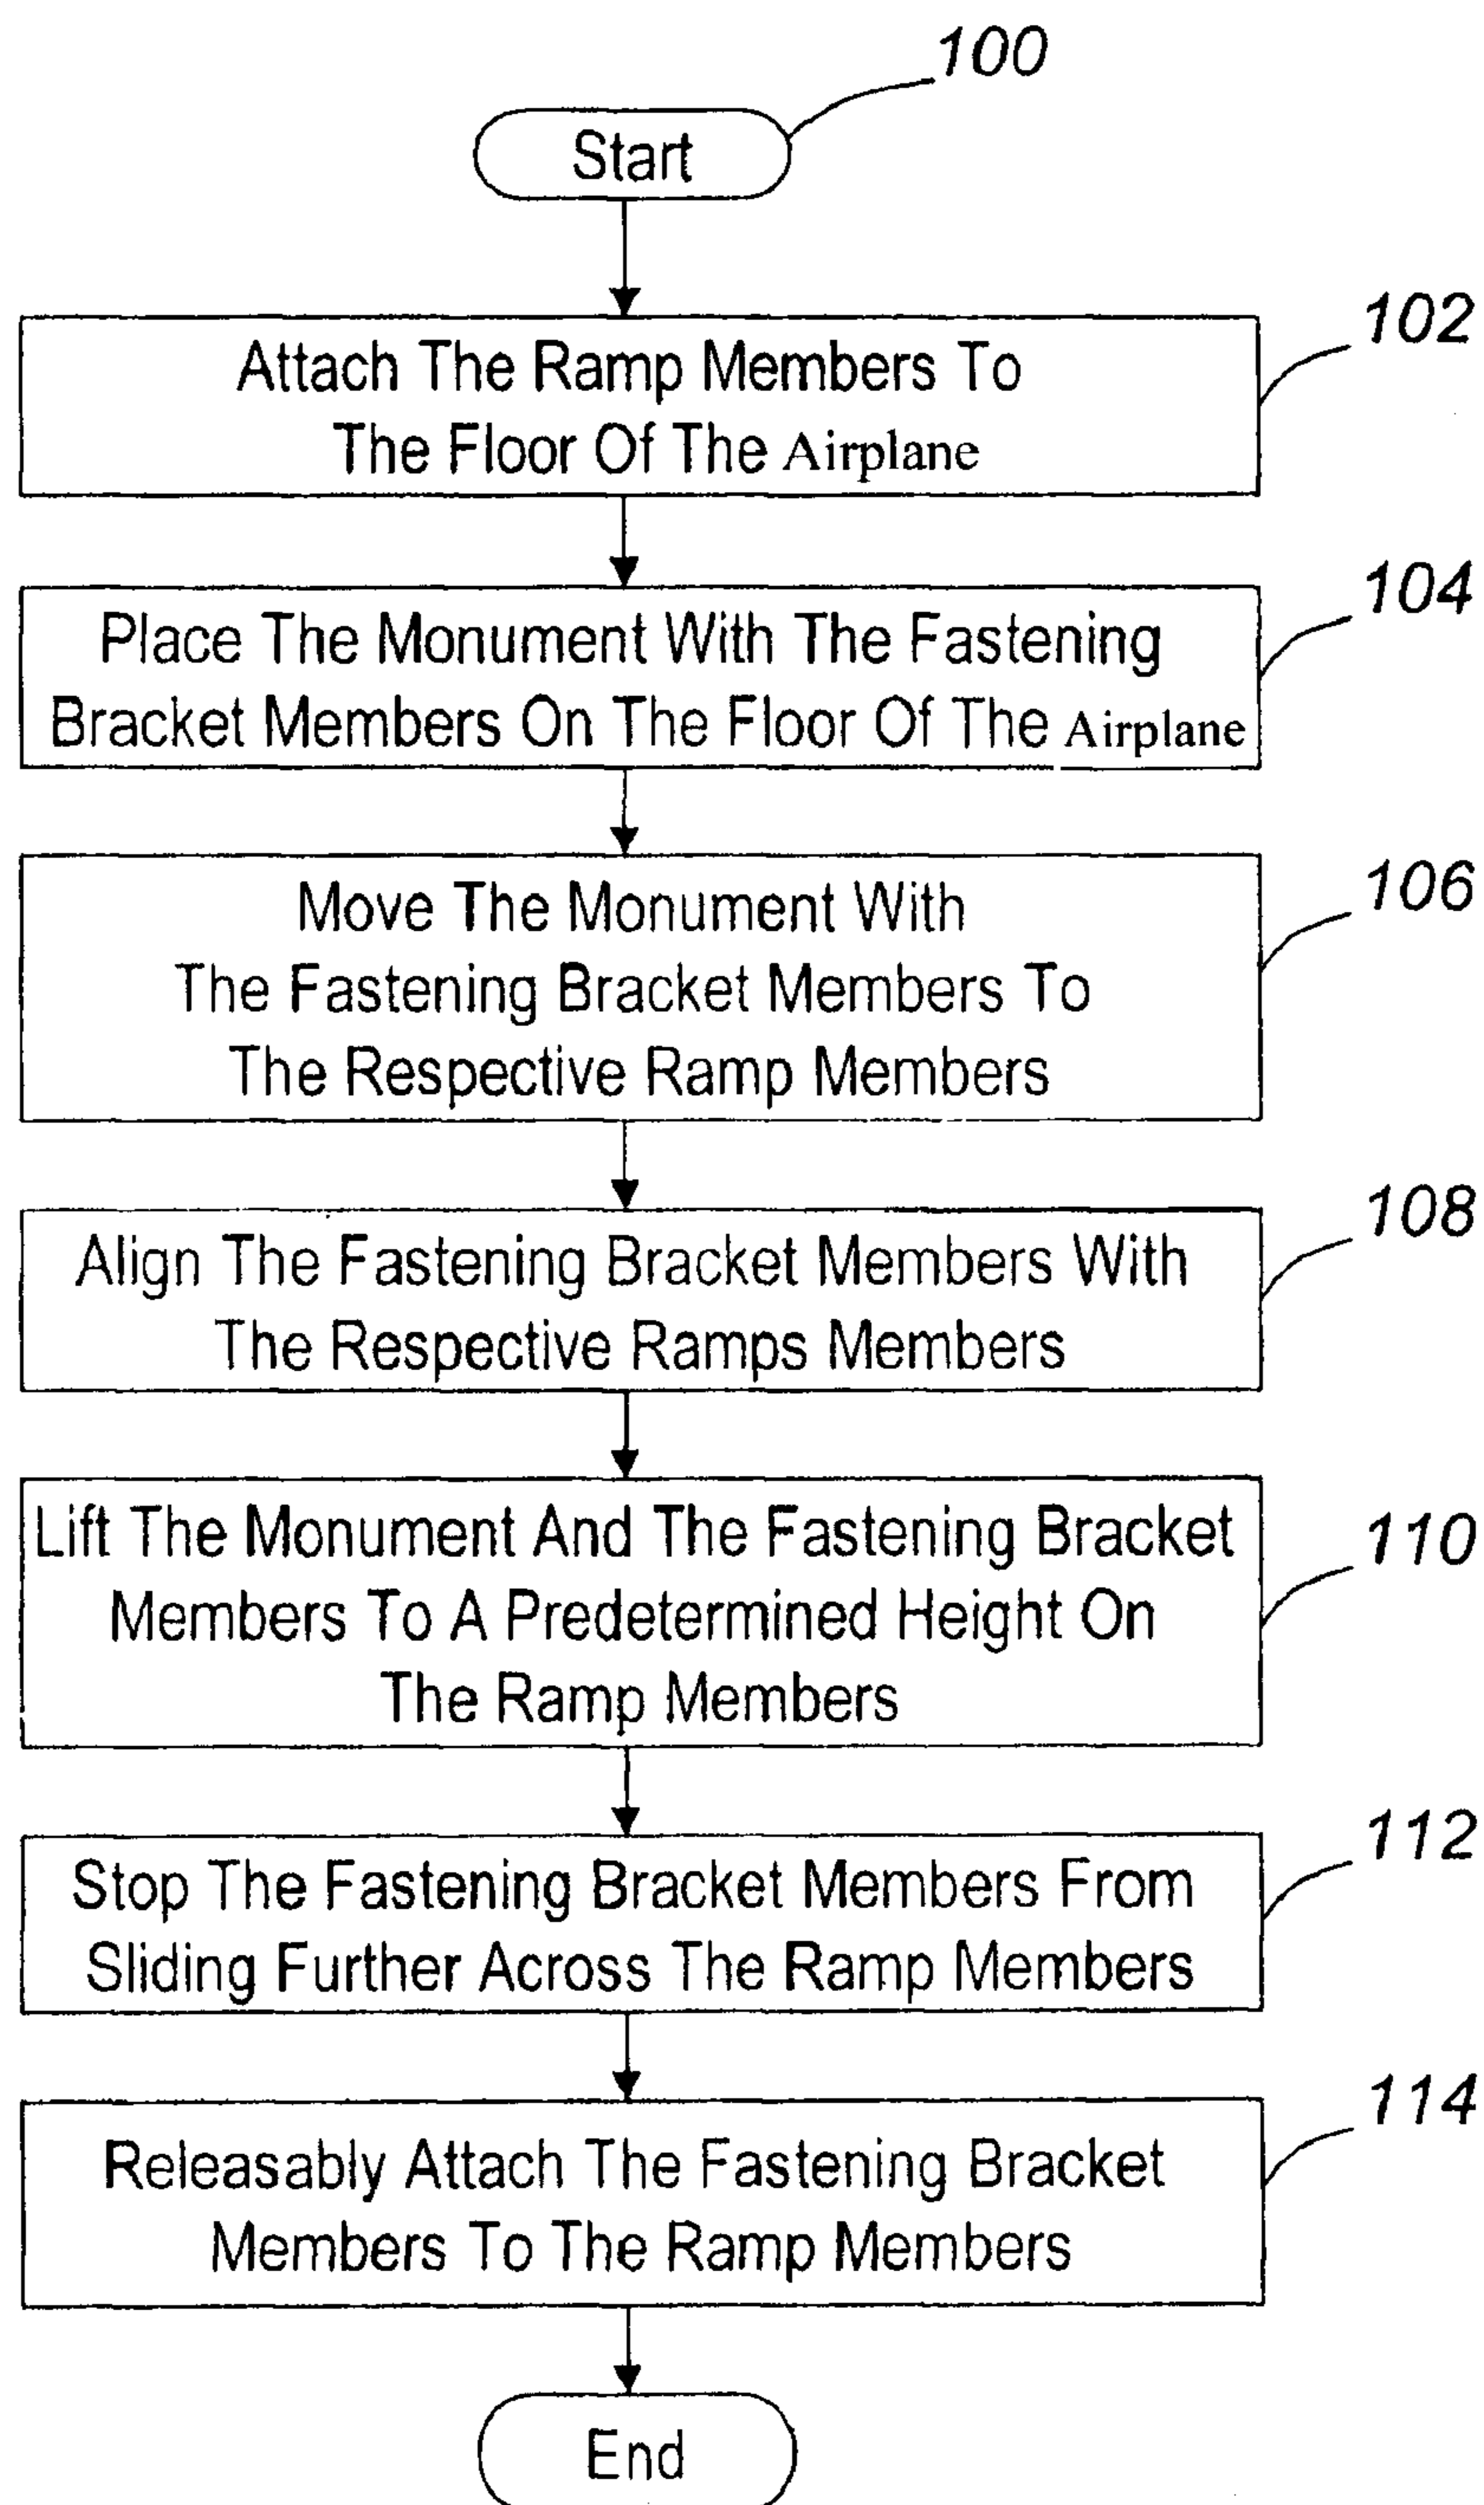 100
Start
102
Attach The Ramp Members To
The Floor Of The Airplane
104
Place The Monument With The Fastening
Bracket Members On The Floor Of The Airplane
106
Move The Monument With
The Fastening Bracket Members To
The Respective Ramp Members
108
Align The Fastening Bracket Members With
The Respective Ramps Members
110
Lift The Monument And The Fastening Bracket
Members To A Predetermined Height On
The Ramp Members
112
Stop The Fastening Bracket Members From
Sliding Further Across The Ramp Members
114
Releasably Attach The Fastening Bracket
Members To The Ramp Members
End